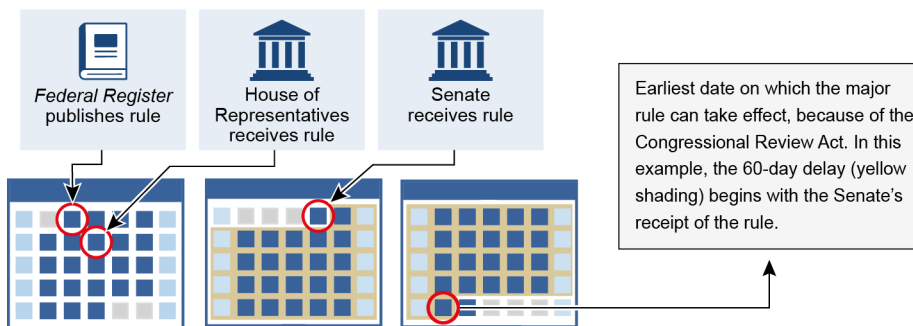 Federal Register
publishes rule
House of
Representatives
receives rule
Senate
receives rule
Earliest date on which the major
rule can take effect, because of the
Congressional Review Act. In this
example, the 60-day delay (yellow
shading) begins with the Senate's
receipt of the rule.